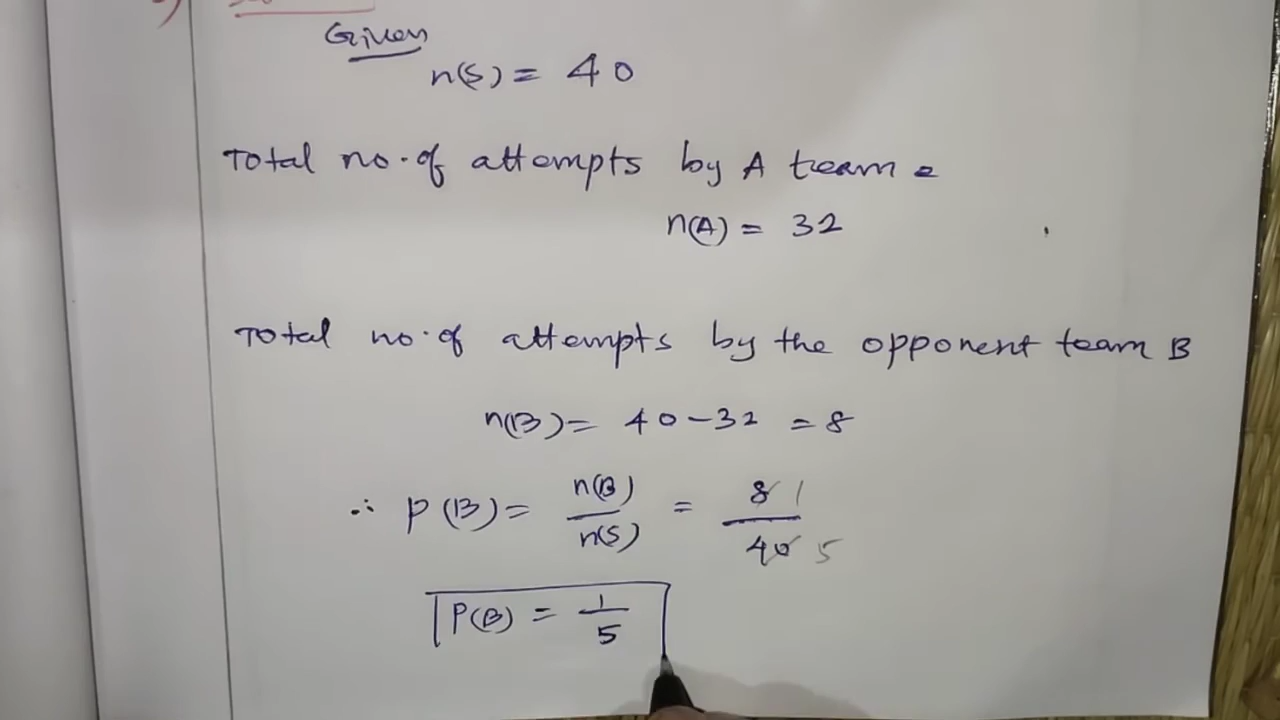 Given
n(S) = 40
Total no. of attempts by A team =
n(A) = 32
Total no. of attempts by the opponent team B
n(B) = 40 - 32 = 8
∴ P(B) = n(B)/n(S) = 8/40 1/5
P(B) = 1/5